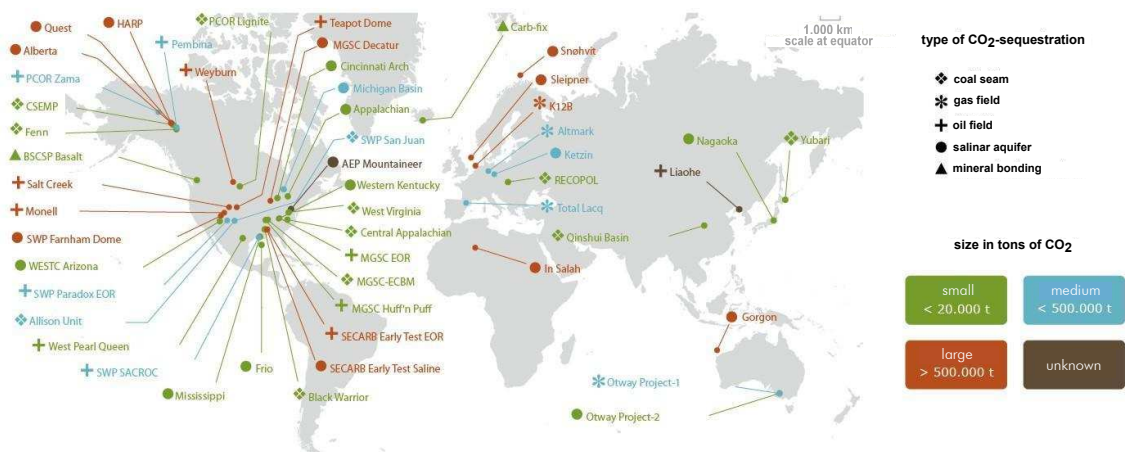 Quest
HARP
PCOR Lignite
Teapot Dome
Carb-fix
1.000 km
scale at equator
Alberta
Pembina
MGSC Decatur
Snøhvit
PCOR Zama
Weyburn
Cincinnati Arch
Sleipner
CSEMP
Michigan Basin
K12B
Fenn
Appalachian
Altmark
Nagaoka
Yubari
BSCSP Basalt
SWP San Juan
Ketzin
Salt Creek
AEP Mountaineer
RECOPOL
Liaohe
Monell
Western Kentucky
Total Lacq
SWP Farnham Dome
West Virginia
Qinshui Basin
WESTC Arizona
Central Appalachian
In Salah
SWP Paradox EOR
MGSC EOR
Allison Unit
MGSC-ECBM
West Pearl Queen
MGSC Huff'n Puff
Gorgon
SWP SACROC
SECARB Early Test EOR
Frio
SECARB Early Test Saline
Mississippi
Black Warrior
Otway Project-1
Otway Project-2
type of CO2-sequestration
coal seam
gas field
oil field
salinar aquifer
mineral bonding
size in tons of CO2
small
< 20.000 t
medium
< 500.000 t
large
> 500.000 t
unknown